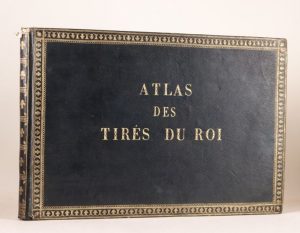 ATLAS
DES
TIRÉS DU ROI